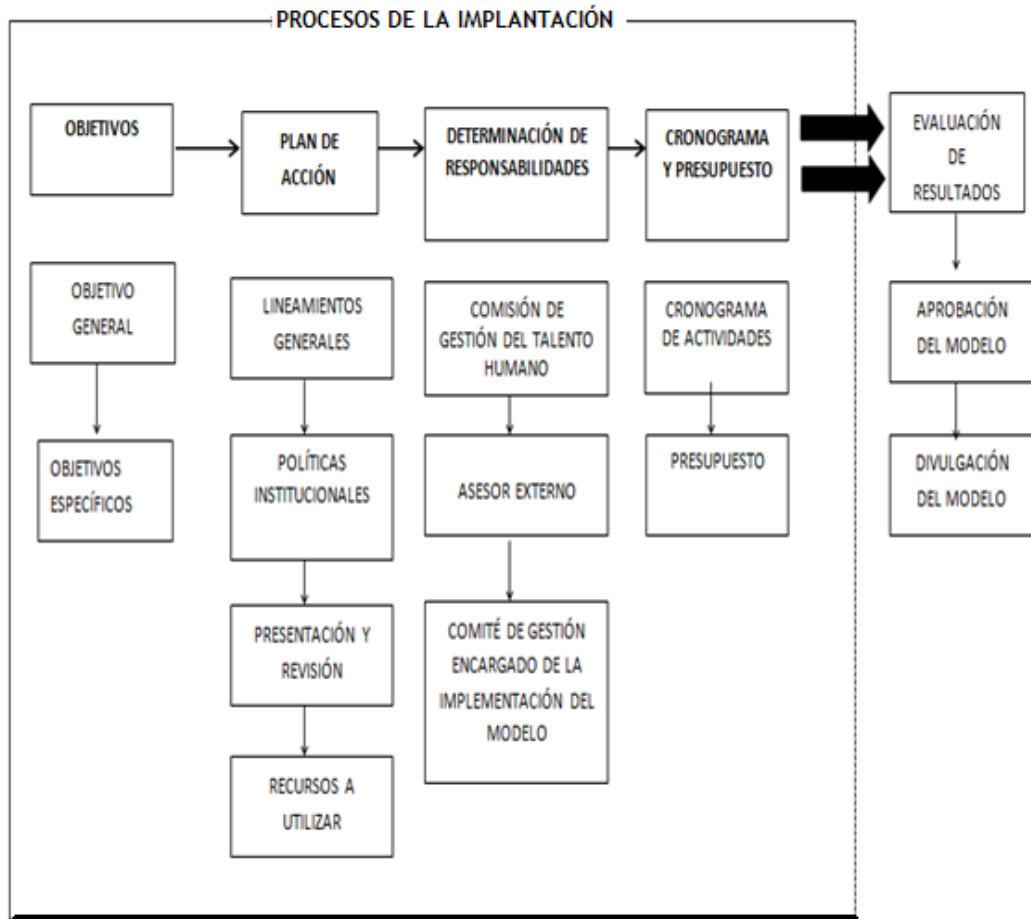 PROCESOS DE LA IMPLANTACIÓN
OBJETIVOS
PLAN DE
ACCIÓN
DETERMINACIÓN DE
RESPONSABILIDADES
CRONOGRAMA
Y PRESUPUESTO
EVALUACIÓN
DE
RESULTADOS
OBJETIVO
GENERAL
OBJETIVOS
ESPECÍFICOS
LINEAMIENTOS
GENERALES
POLÍTICAS
INSTITUCIONALES
PRESENTACIÓN Y
REVISIÓN
RECURSOS A
UTILIZAR
COMISIÓN DE
GESTIÓN DEL TALENTO
HUMANO
ASESOR EXTERNO
COMITÉ DE GESTIÓN
ENCARGADO DE LA
IMPLEMENTACIÓN DEL
MODELO
CRONOGRAMA
DE ACTIVIDADES
PRESUPUESTO
APROBACIÓN
DEL MODELO
DIVULGACIÓN
DEL MODELO